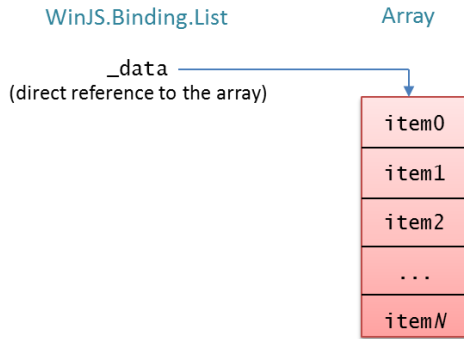 WinJS.Binding.List
Array
_data
(direct reference to the array)
item0
item1
item2
...
itemN